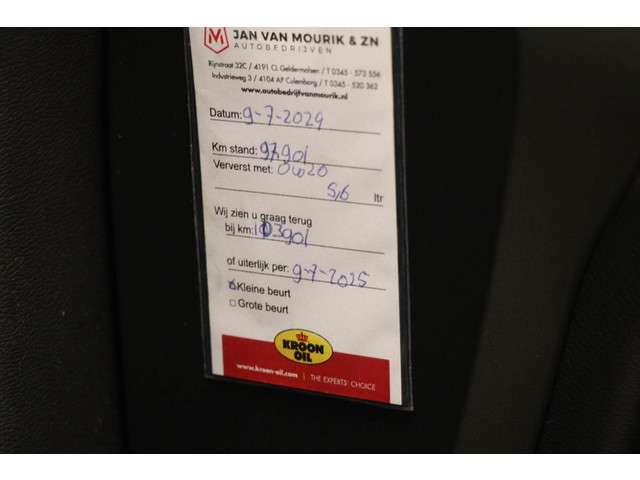 JAN VAN MOURIK & ZN
AUTOBEDRIJVEN
Rijnstraat 32C / 4191 CL Geldermalsen / T 0345 - 573 556
Industrieweg 3 / 4104 AP Culemborg / T 0345 - 520 362
www.autobedrijfvanmourik.nl
Datum: 9-7-2024
Km stand: 97901
Ververst met: 0w20
5,6 ltr
Wij zien u graag terug
bij km: 103901
of uiterlijk per: 9-7-2025
Kleine beurt
Grote beurt
KROON
OIL
www.kroon-oil.com | THE EXPERTS' CHOICE